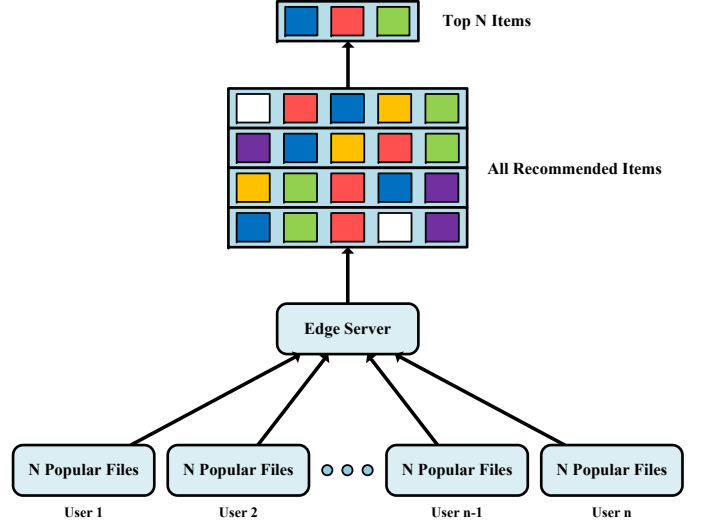 Top N Items
All Recommended Items
Edge Server
N Popular Files
N Popular Files
N Popular Files
N Popular Files
User 1
User 2
User n-1
User n